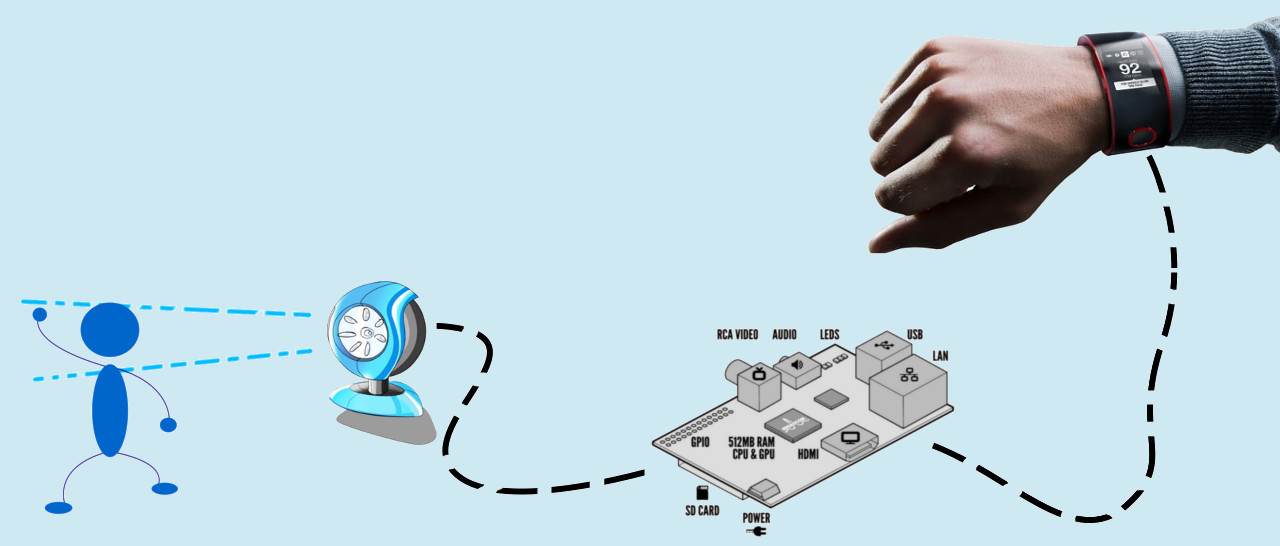 92
RCA VIDEO
AUDIO
LEDS
USB
LAN
GPIO
512MB RAM
CPU & GPU
HDMI
SD CARD
POWER